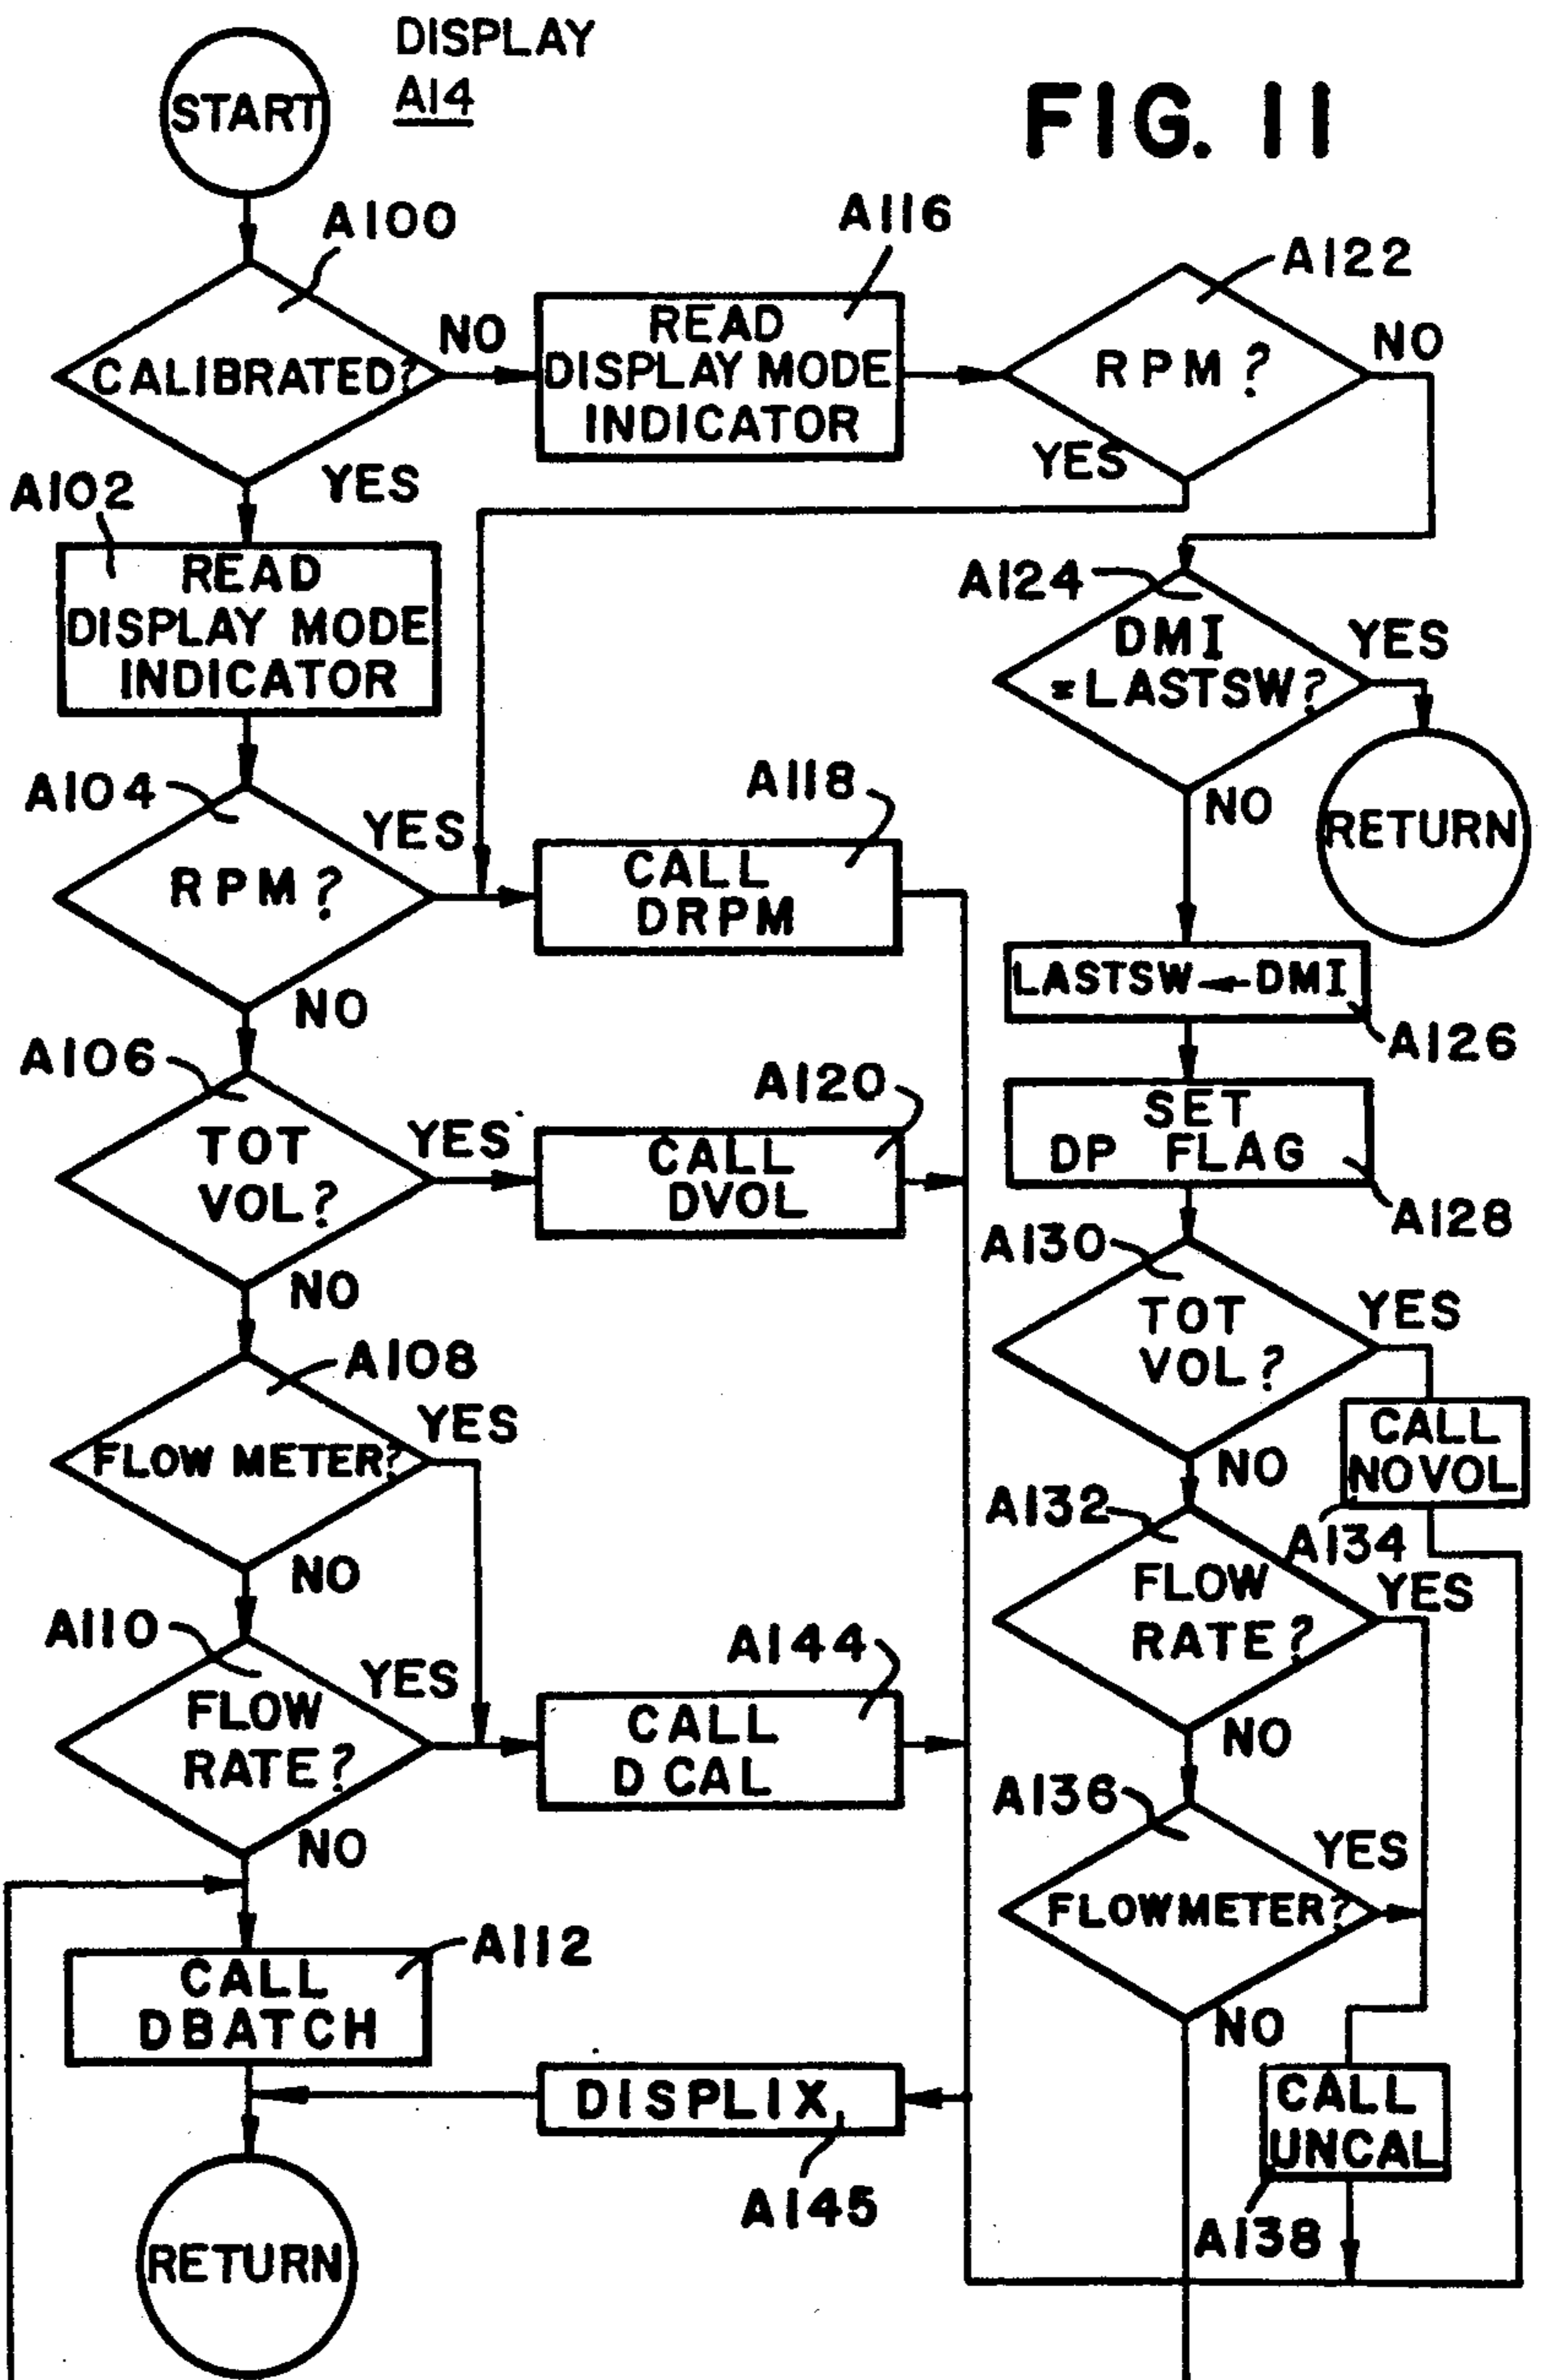 DISPLAY
A14
FIG. 11
START
A100
A116
A122
CALIBRATED?
NO
READ
DISPLAY MODE
INDICATOR
RPM?
NO
YES
YES
A102
READ
DISPLAY MODE
INDICATOR
A124
DMI
=LASTSW?
YES
RETURN
NO
A104
RPM?
YES
NO
A118
CALL
DRPM
LASTSW←DMI
A126
A106
TOT
VOL?
YES
NO
A120
CALL
DVOL
SET
DP FLAG
A128
A130
TOT
VOL?
YES
NO
CALL
NOVOL
A134
A108
FLOW METER?
YES
NO
A132
FLOW
RATE?
YES
NO
A110
FLOW
RATE?
YES
NO
A144
CALL
D CAL
A136
FLOWMETER?
YES
NO
A112
CALL
DBATCH
DISPLIX
A145
CALL
UNCAL
A138
RETURN